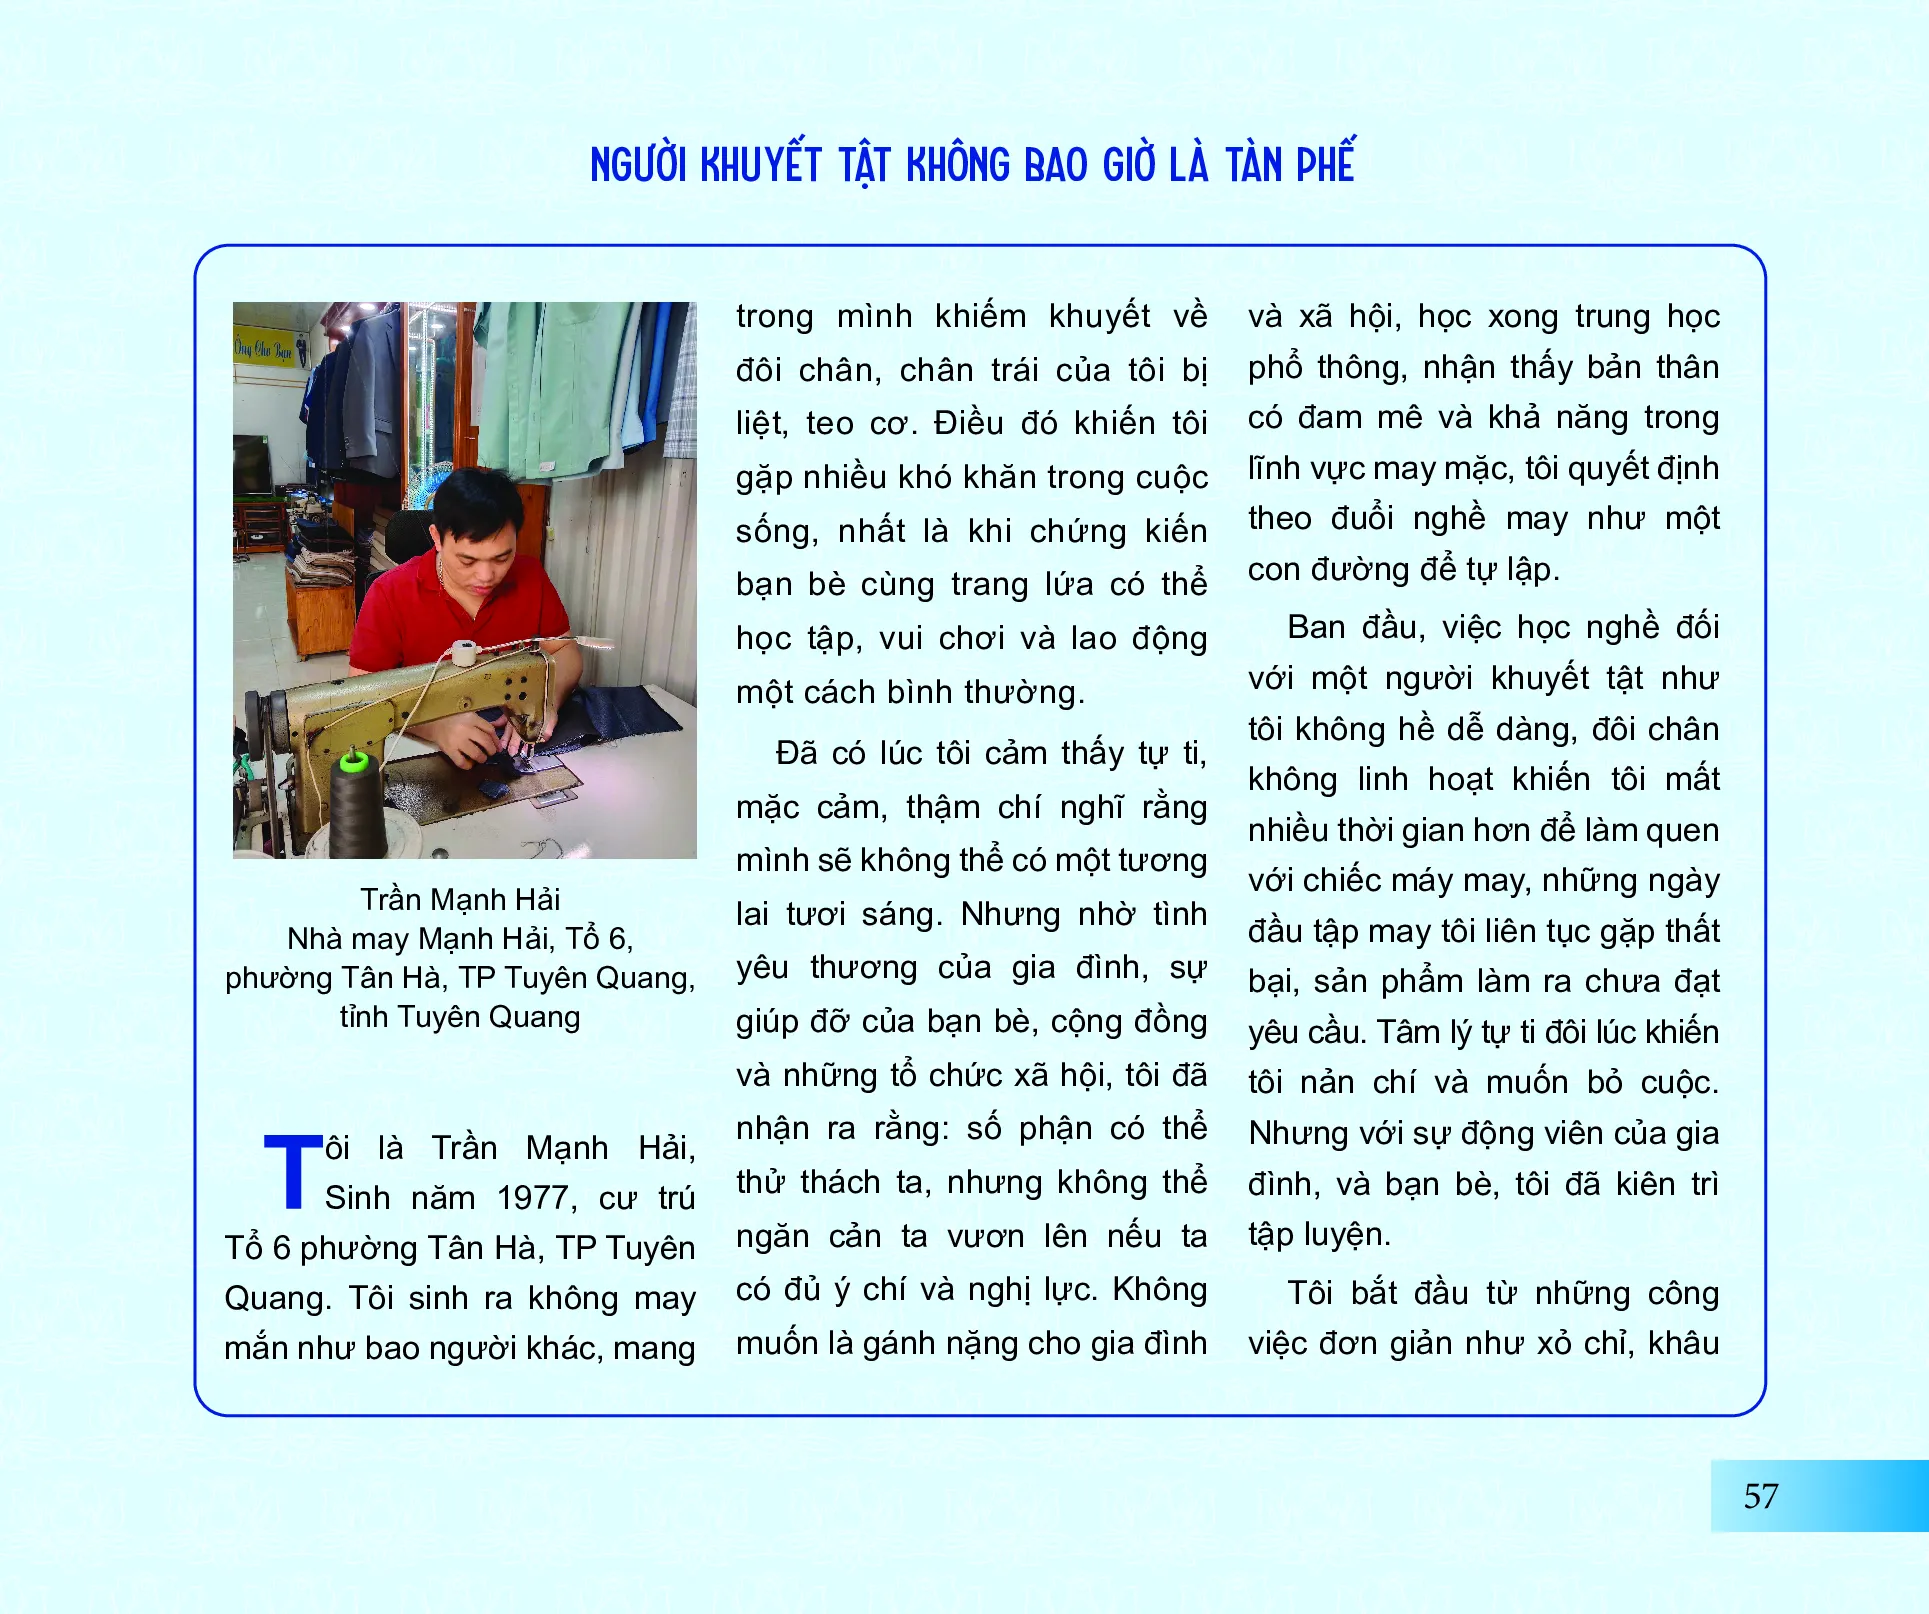 NGƯỜI KHUYẾT TẬT KHÔNG BAO GIỜ LÀ TÀN PHẾ
Ông Cho Bạn
Trần Mạnh Hải
Nhà may Mạnh Hải, Tổ 6,
phường Tân Hà, TP Tuyên Quang,
tỉnh Tuyên Quang
Tôi là Trần Mạnh Hải,
Sinh năm 1977, cư trú
Tổ 6 phường Tân Hà, TP Tuyên
Quang. Tôi sinh ra không may
mắn như bao người khác, mang
trong mình khiếm khuyết về
đôi chân, chân trái của tôi bị
liệt, teo cơ. Điều đó khiến tôi
gặp nhiều khó khăn trong cuộc
sống, nhất là khi chứng kiến
bạn bè cùng trang lứa có thể
học tập, vui chơi và lao động
một cách bình thường.
Đã có lúc tôi cảm thấy tự ti,
mặc cảm, thậm chí nghĩ rằng
mình sẽ không thể có một tương
lai tươi sáng. Nhưng nhờ tình
yêu thương của gia đình, sự
giúp đỡ của bạn bè, cộng đồng
và những tổ chức xã hội, tôi đã
nhận ra rằng: số phận có thể
thử thách ta, nhưng không thể
ngăn cản ta vươn lên nếu ta
có đủ ý chí và nghị lực. Không
muốn là gánh nặng cho gia đình
và xã hội, học xong trung học
phổ thông, nhận thấy bản thân
có đam mê và khả năng trong
lĩnh vực may mặc, tôi quyết định
theo đuổi nghề may như một
con đường để tự lập.
Ban đầu, việc học nghề đối
với một người khuyết tật như
tôi không hề dễ dàng, đôi chân
không linh hoạt khiến tôi mất
nhiều thời gian hơn để làm quen
với chiếc máy may, những ngày
đầu tập may tôi liên tục gặp thất
bại, sản phẩm làm ra chưa đạt
yêu cầu. Tâm lý tự ti đôi lúc khiến
tôi nản chí và muốn bỏ cuộc.
Nhưng với sự động viên của gia
đình, và bạn bè, tôi đã kiên trì
tập luyện.
Tôi bắt đầu từ những công
việc đơn giản như xỏ chỉ, khâu
57